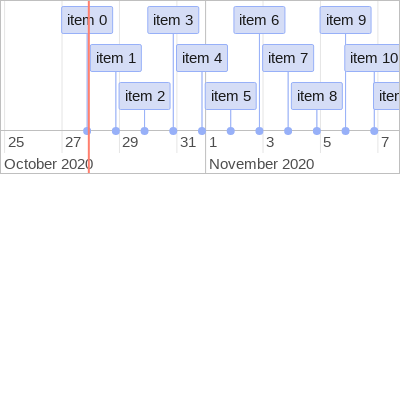 item 0 item 3 item 6 item 9
item 1 item 4 item 7 item 10
item 2 item 5 item 8
25 27 29 31 1 3 5 7
October 2020 November 2020